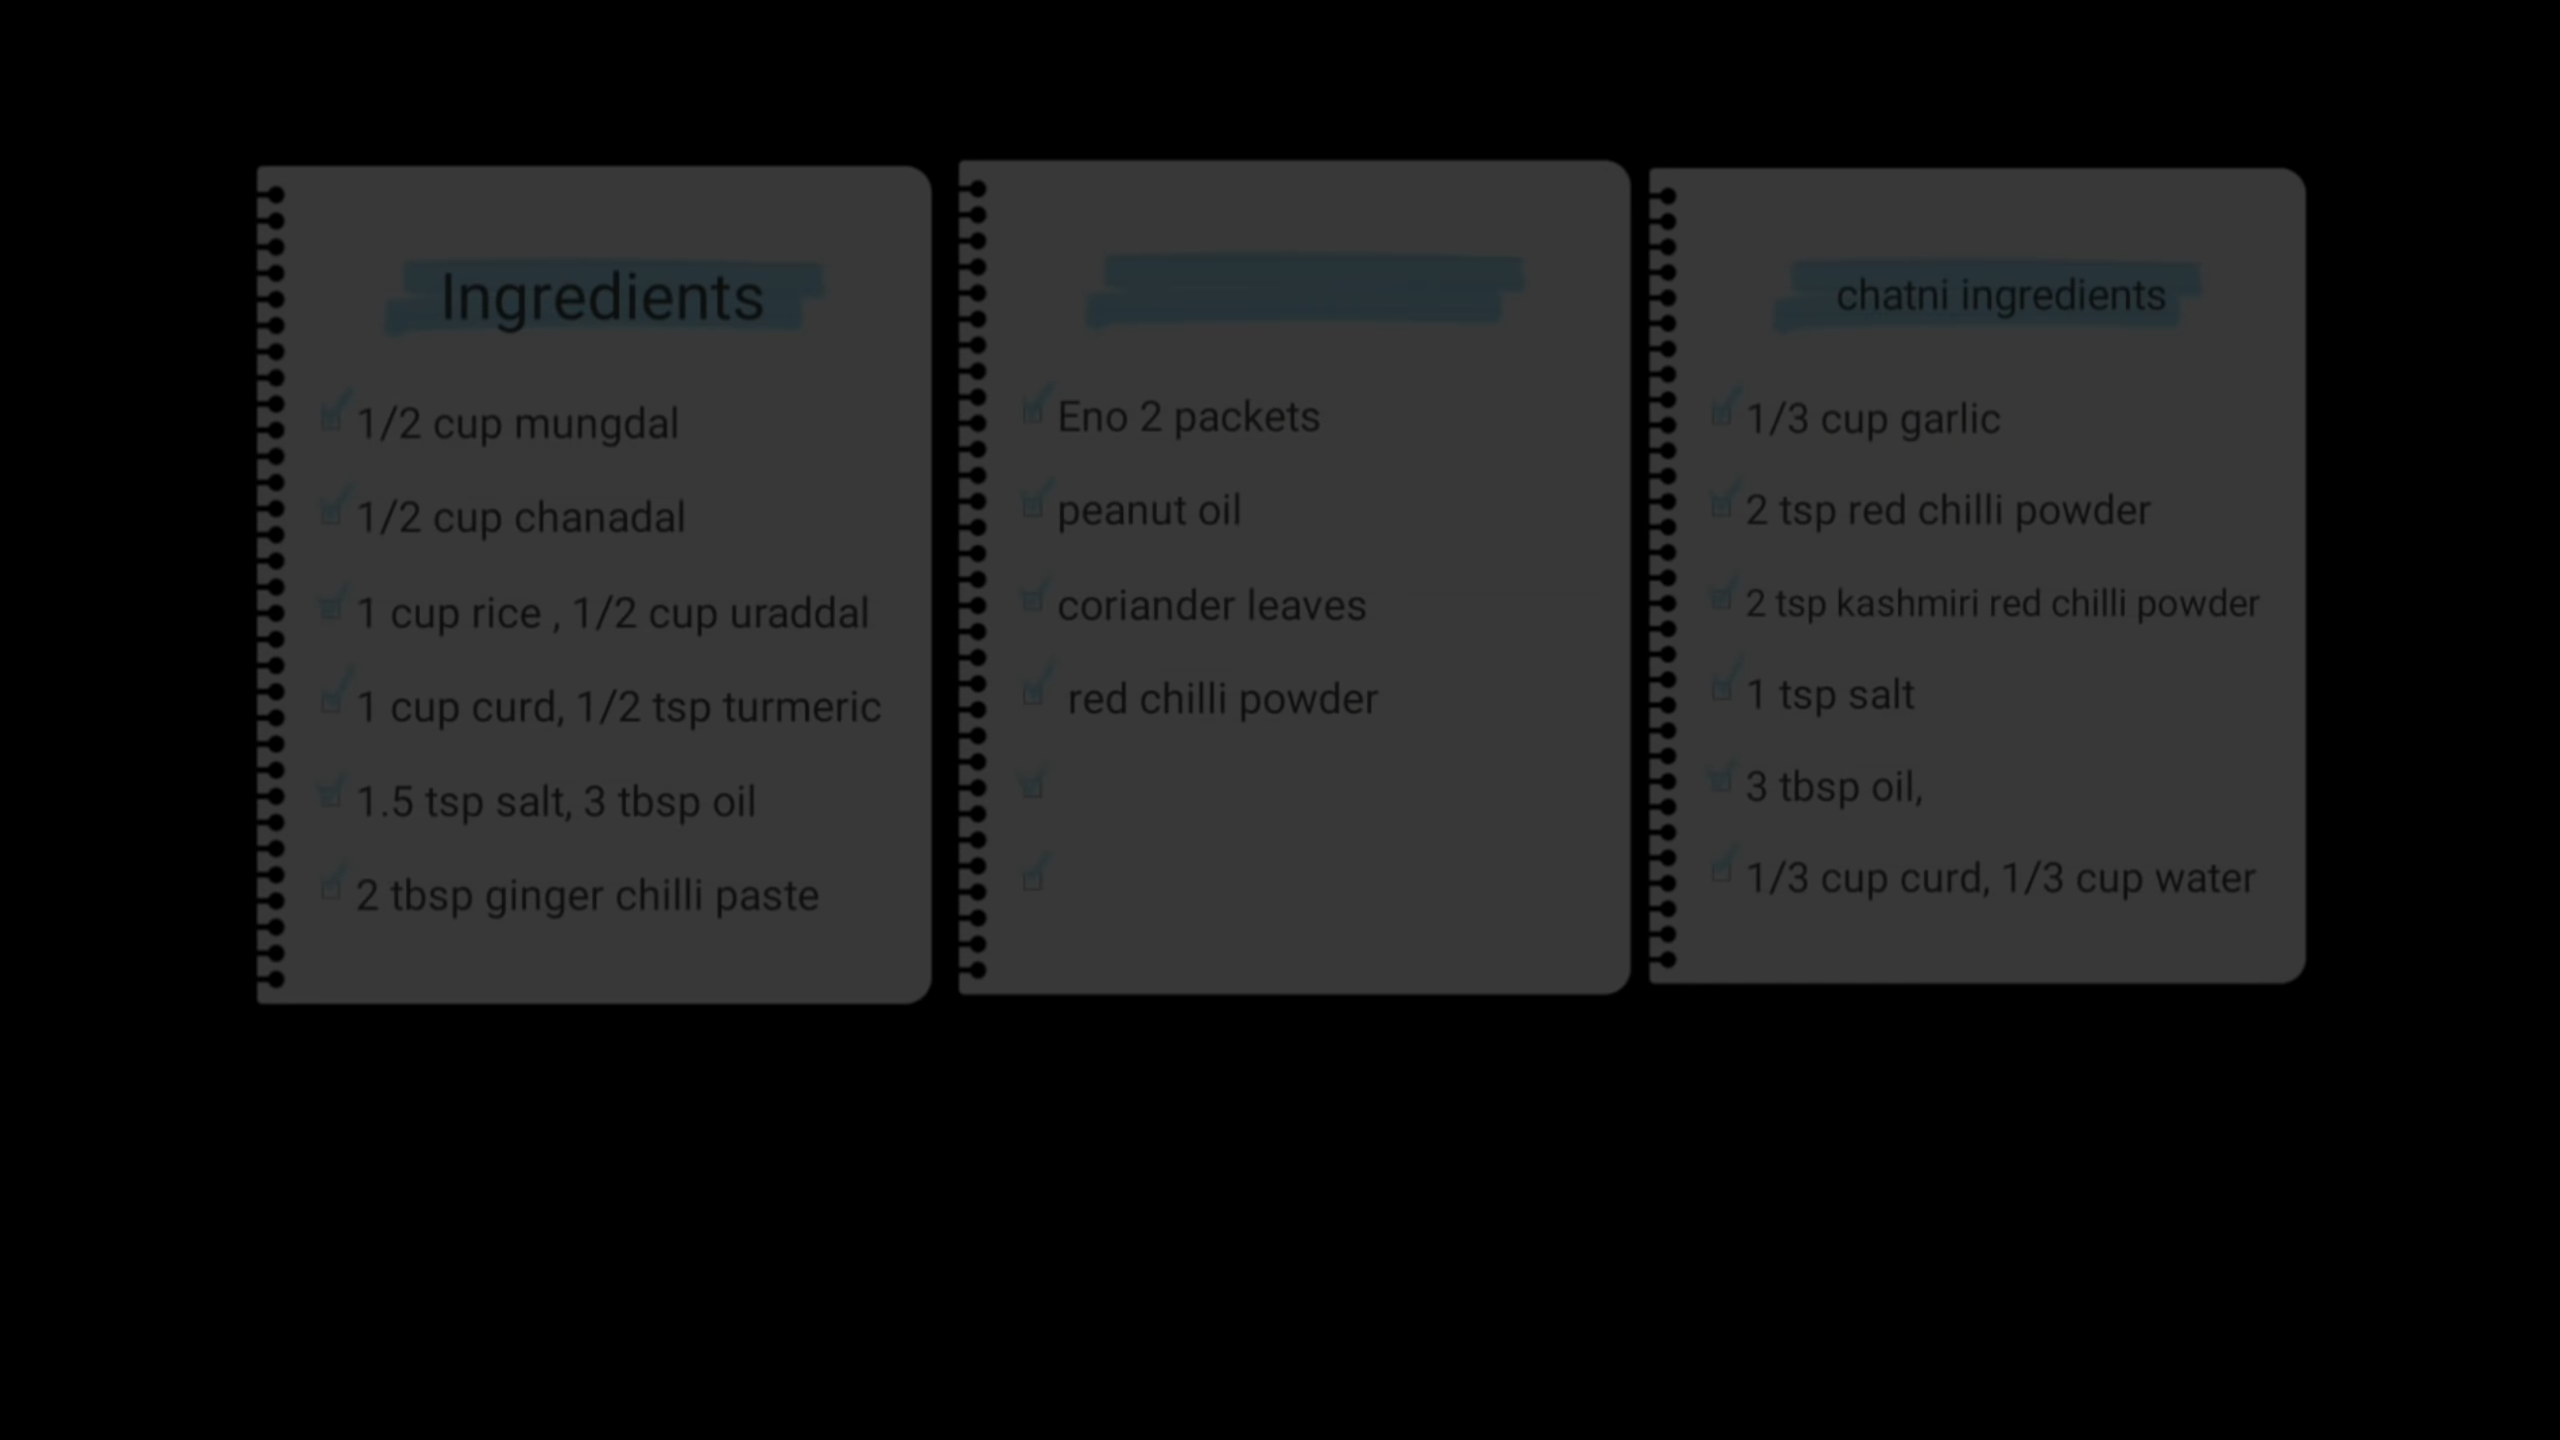 Ingredients
1/2 cup mungdal
1/2 cup chanadal
1 cup rice , 1/2 cup uraddal
1 cup curd, 1/2 tsp turmeric
1.5 tsp salt, 3 tbsp oil
2 tbsp ginger chilli paste
Eno 2 packets
peanut oil
coriander leaves
red chilli powder
chatni ingredients
1/3 cup garlic
2 tsp red chilli powder
2 tsp kashmiri red chilli powder
1 tsp salt
3 tbsp oil,
1/3 cup curd, 1/3 cup water